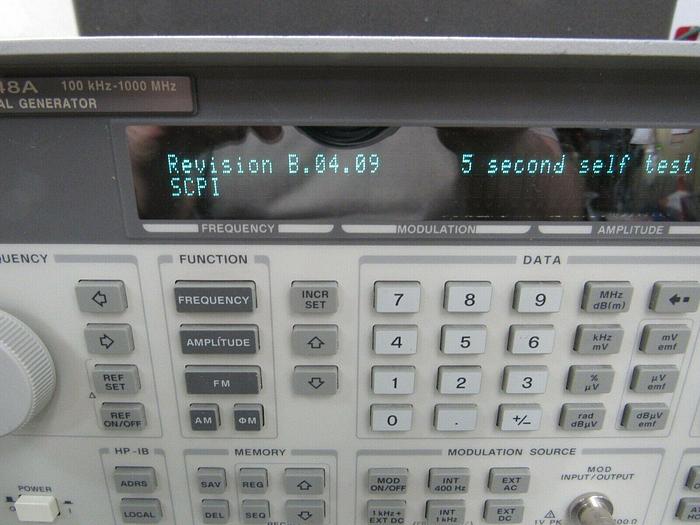 48A 100 kHz-1000 MHz
AL GENERATOR
Revision B.04.09 5 second self test
SCPI
FREQUENCY MODULATION AMPLITUDE
QUENCY FUNCTION DATA
FREQUENCY INCR SET 7 8 9 MHz dB(m)
AMPLITUDE 4 5 6 kHz mV mV emf
REF SET FM 1 2 3 % µV µV emf
REF ON/OFF AM ΦM 0 . +/− rad dBµV dBµV emf
HP-IB MEMORY MODULATION SOURCE
POWER ADRS SAV REG MOD ON/OFF INT 400 Hz EXT AC MOD INPUT/OUTPUT
LOCAL DEL SEQ 1 kHz+ EXT DC INT 1 kHz EXT DC 1V PK